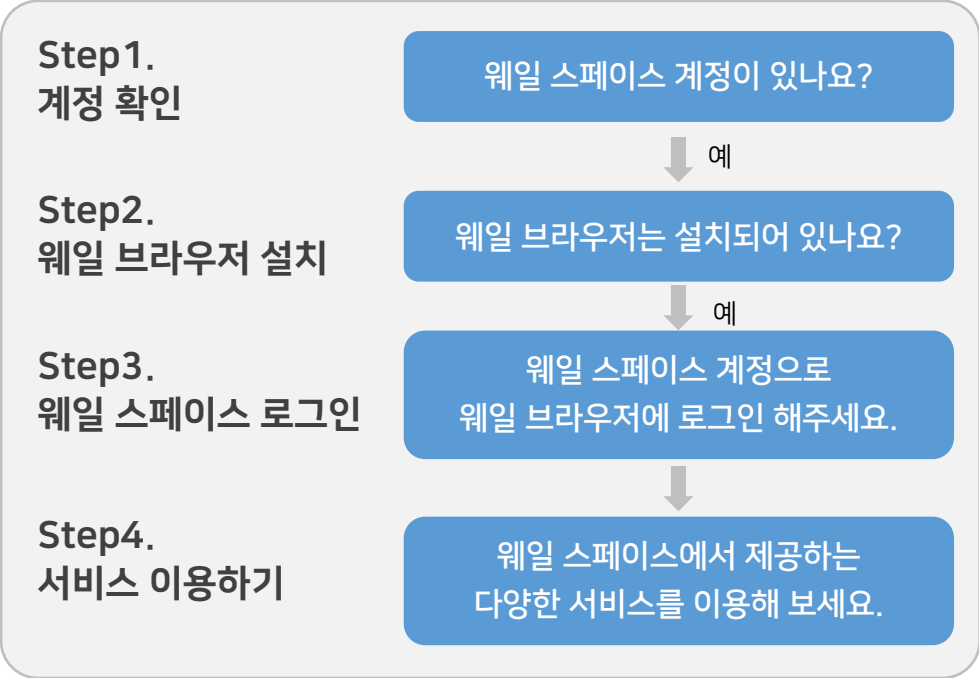 Step1.
계정 확인
웨일 스페이스 계정이 있나요?
예
Step2.
웨일 브라우저 설치
웨일 브라우저는 설치되어 있나요?
예
Step3.
웨일 스페이스 로그인
웨일 스페이스 계정으로
웨일 브라우저에 로그인 해주세요.
Step4.
서비스 이용하기
웨일 스페이스에서 제공하는
다양한 서비스를 이용해 보세요.